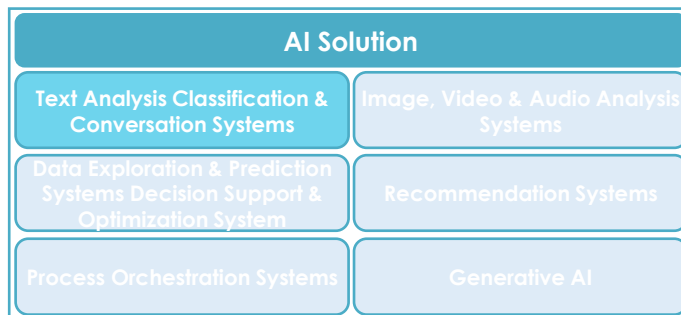 AI Solution
Text Analysis Classification &
Conversation Systems
Image, Video & Audio Analysis
Systems
Data Exploration & Prediction
Systems Decision Support &
Optimization System
Recommendation Systems
Process Orchestration Systems
Generative AI